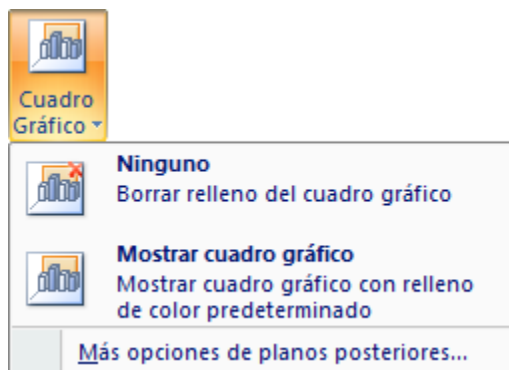 Cuadro
Gráfico
Ninguno
Borrar relleno del cuadro gráfico
Mostrar cuadro gráfico
Mostrar cuadro gráfico con relleno
de color predeterminado
Más opciones de planos posteriores...